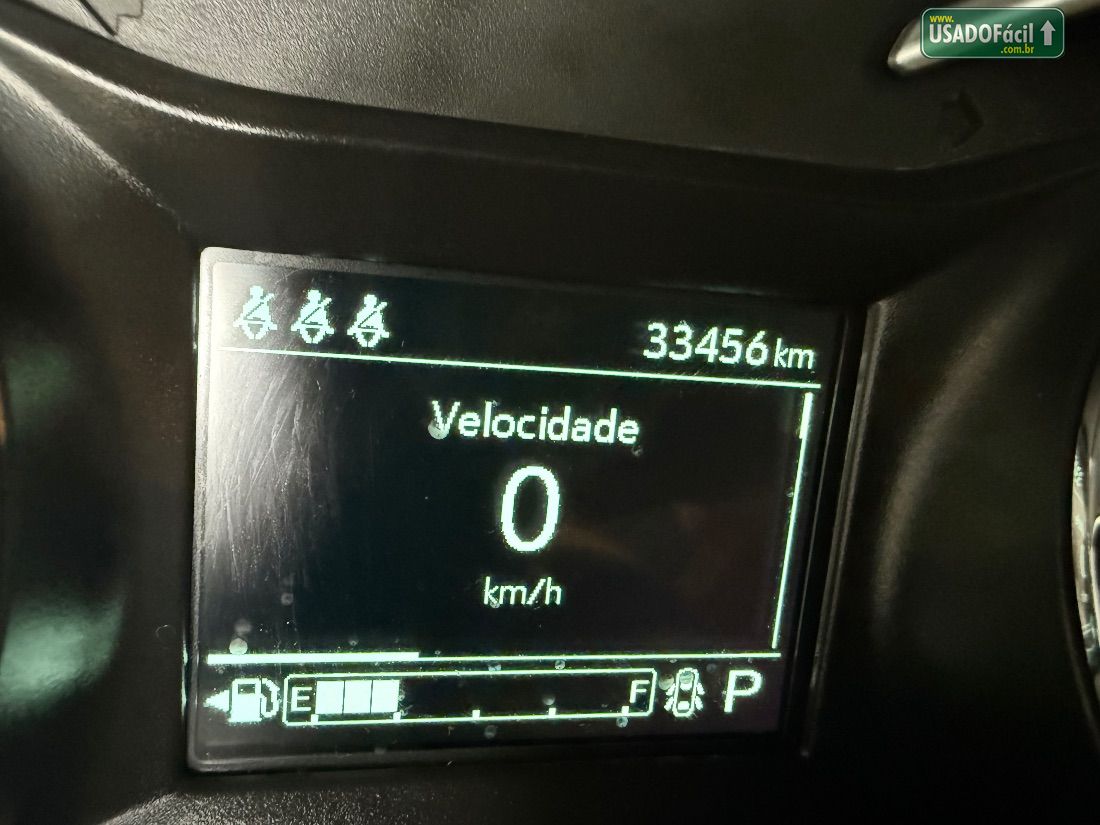 www.
USADOFácil
.com.br
33456 km
Velocidade
0
km/h
E F P